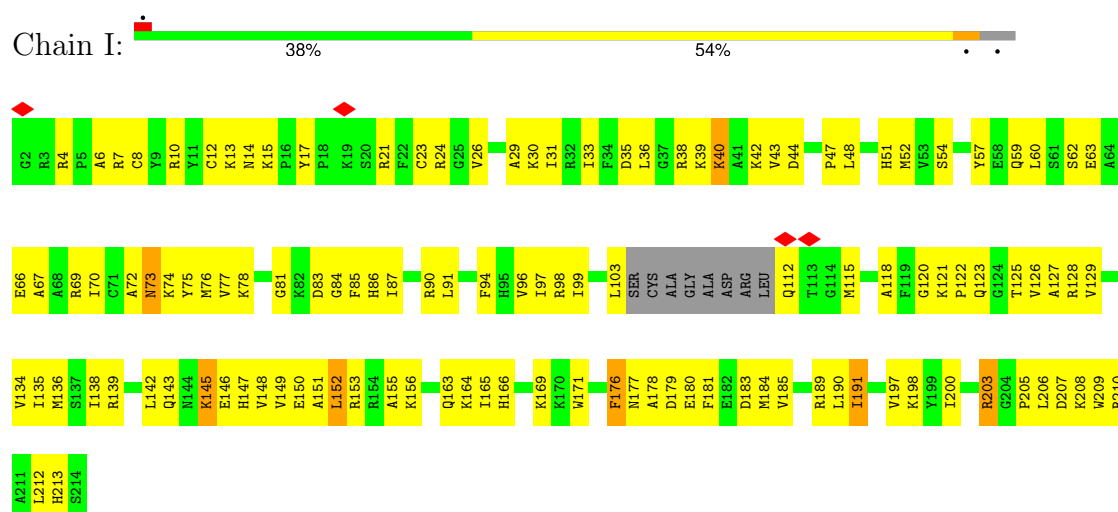 Chain I:
38% 54%
G2 R3 R4 P5 A6 R7 C8 Y9 R10 Y11 C12 K13 N14 K15 P16 Y17 P18 K19 S20 R21 F22 C23 R24 G25 V26 A29 K30 I31 R32 I33 F34 D35 L36 G37 R38 K39 K40 A41 K42 V43 D44 P47 L48 H51 M52 V53 S54 Y57 E58 Q59 L60 S61 S62 E63 A64
E66 A67 A68 R69 I70 C71 A72 N73 K74 Y75 M76 V77 K78 G81 K82 D83 G84 F85 H86 I87 R90 L91 F94 H95 V96 I97 R98 I99 L103 SER CYS ALA GLY ALA ASP ARG LEU Q112 T113 G114 M115 A118 F119 G120 K121 P122 Q123 G124 T125 V126 A127 R128 V129
V134 I135 M136 S137 I138 R139 L142 Q143 N144 K145 E146 H147 V148 V149 E150 A151 L152 R153 R154 A155 K156 Q163 K164 I165 H166 K169 K170 W171 F176 N177 A178 D179 E180 F181 E182 D183 M184 V185 R189 L190 I191 V197 K198 Y199 I200 R203 G204 P205 L206 D207 K208 W209 R210
A211 L212 H213 S214